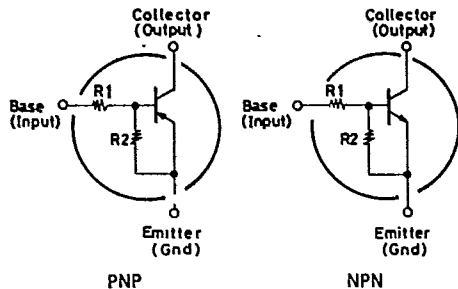 Collector
(Output)
R1
Base
(Input)
R2
Emitter
(Gnd)
PNP
Collector
(Output)
R1
Base
(Input)
R2
Emitter
(Gnd)
NPN